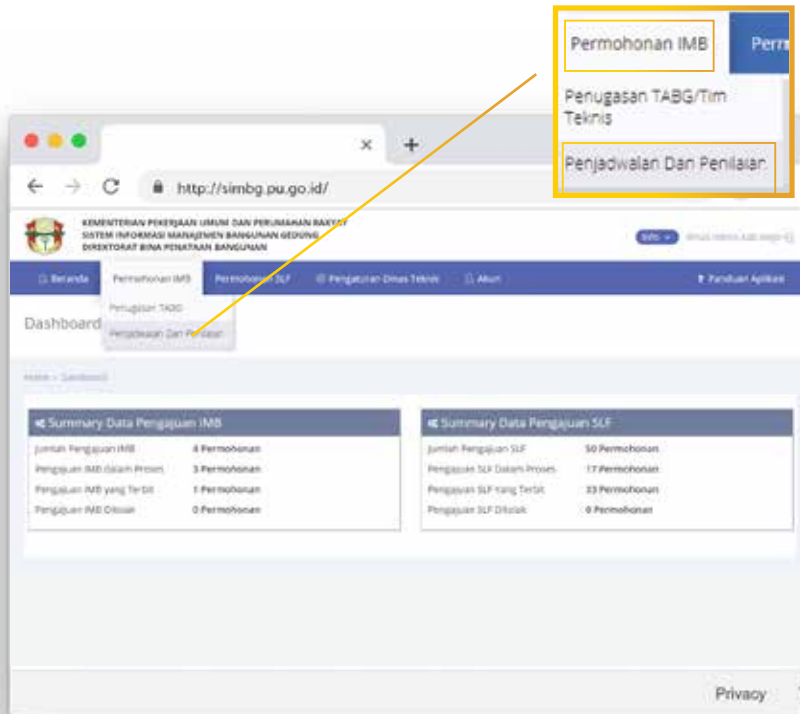 Permohonan IMB Perm
Penugasan TABG/Tim
Teknis
Penjadwalan Dan Penilaian
http://simbg.pu.go.id/
KEMENTERIAN PEKERJAAN UMUM DAN PERUMAHAN RAKYAT
SISTEM INFORMASI MANAJEMEN BANGUNAN GEDUNG
DIREKTORAT BINA PENATAAN BANGUNAN
Info
Beranda Permohonan IMB Permohonan SLF Pengaturan Dinas Teknis Akun Panduan Aplikasi
Penugasan TABG
Dashboard
Penjadwalan Dan Penilaian
Home - Dashboard
Summary Data Pengajuan IMB
Jumlah Pengajuan IMB 4 Permohonan
Pengajuan IMB Dalam Proses 3 Permohonan
Pengajuan IMB yang Terbit 1 Permohonan
Pengajuan IMB Ditolak 0 Permohonan
Summary Data Pengajuan SLF
Jumlah Pengajuan SLF 50 Permohonan
Pengajuan SLF Dalam Proses 17 Permohonan
Pengajuan SLF Yang Terbit 33 Permohonan
Pengajuan SLF Ditolak 0 Permohonan
Privacy